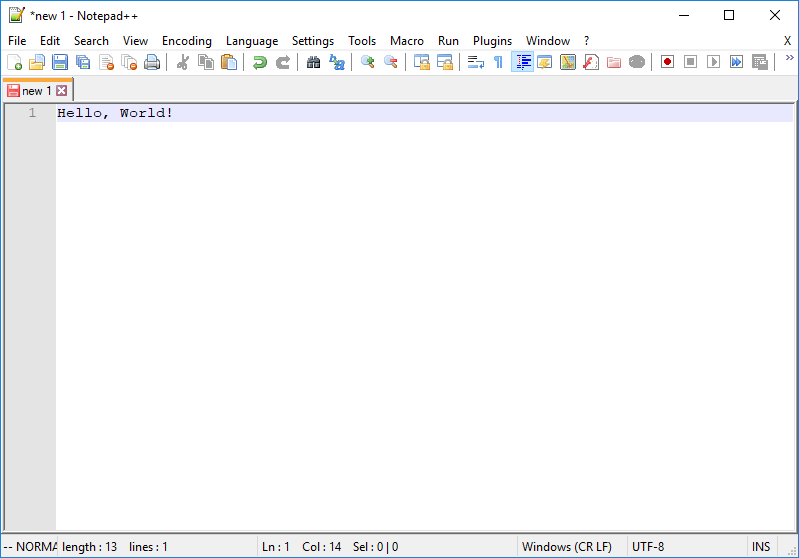 *new 1 - Notepad++
File Edit Search View Encoding Language Settings Tools Macro Run Plugins Window ? X
new 1
1 Hello, World!
-- NORMA length : 13 lines : 1 Ln : 1 Col : 14 Sel : 0 | 0 Windows (CR LF) UTF-8 INS